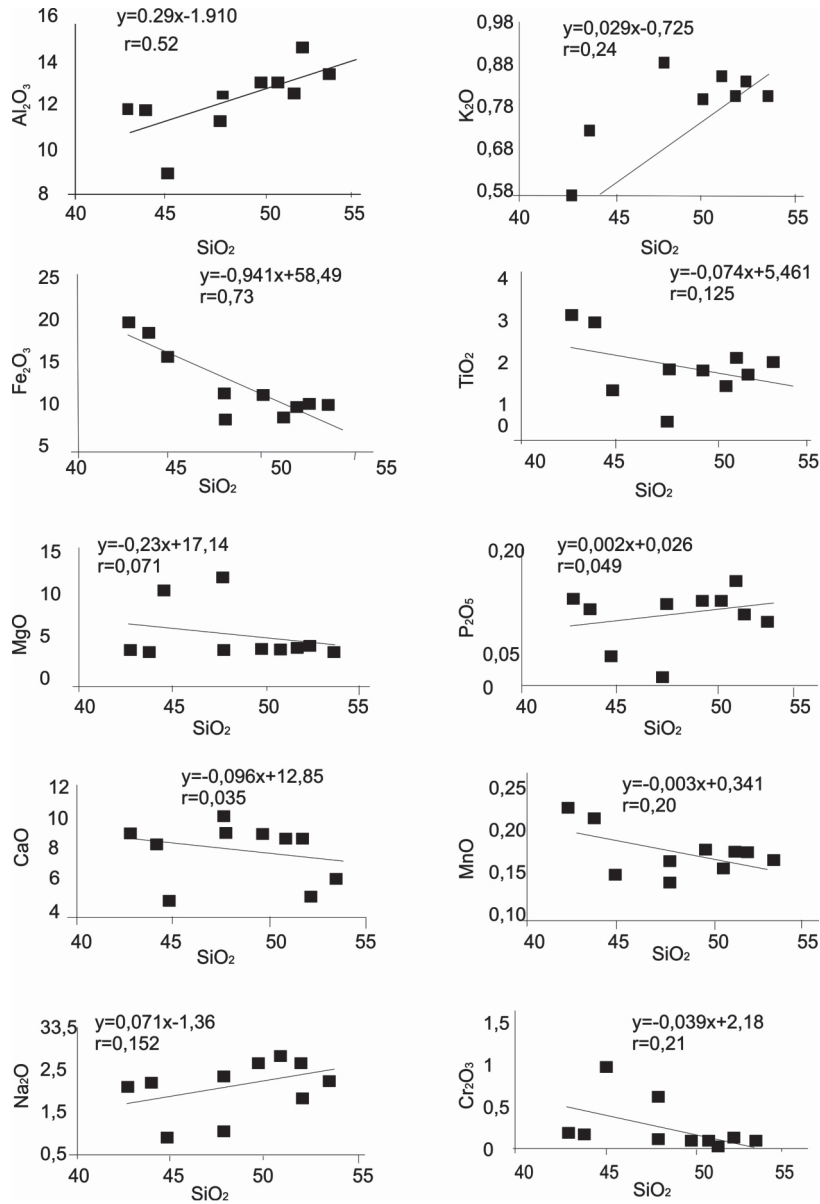 y=0.29x-1.910
r=0.52
16
14
12
10
8
Al₂O₃
40 45 50 55
SiO₂
y=0,029x-0,725
r=0,24
0,98
0,88
0,78
0,68
0,58
K₂O
40 45 50 55
SiO₂
y=-0,941x+58,49
r=0,73
25
20
15
10
5
Fe₂O₃
40 45 50 55
SiO₂
y=-0,074x+5,461
r=0,125
4
3
2
1
0
TiO₂
40 45 50 55
SiO₂
y=-0,23x+17,14
r=0,071
15
10
5
0
MgO
40 45 50 55
SiO₂
y=0,002x+0,026
r=0,049
0,20
0,05
0
P₂O₅
40 45 50 55
SiO₂
y=-0,096x+12,85
r=0,035
12
10
8
6
4
CaO
40 45 50 55
SiO₂
y=-0,003x+0,341
r=0,20
0,25
0,20
0,15
0,10
MnO
40 45 50 55
SiO₂
y=0,071x-1,36
r=0,152
33,5
2,5
1,5
0,5
Na₂O
40 45 50 55
SiO₂
y=-0,039x+2,18
r=0,21
1,5
1
0,5
0
Cr₂O₃
40 45 50 55
SiO₂